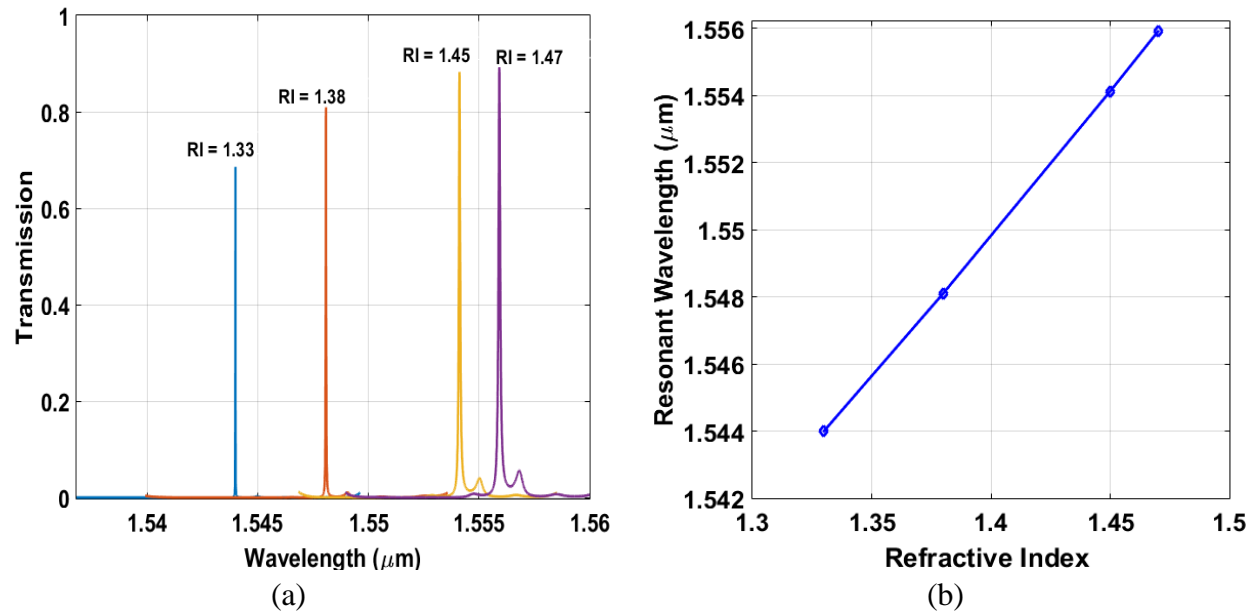 1
0.8
0.6
0.4
0.2
0
Transmission
RI = 1.33
RI = 1.38
RI = 1.45
RI = 1.47
1.54
1.545
1.55
1.555
1.56
Wavelength (μm)
(a)
1.556
1.554
1.552
1.55
1.548
1.546
1.544
1.542
Resonant Wavelength (μm)
1.3
1.35
1.4
1.45
1.5
Refractive Index
(b)